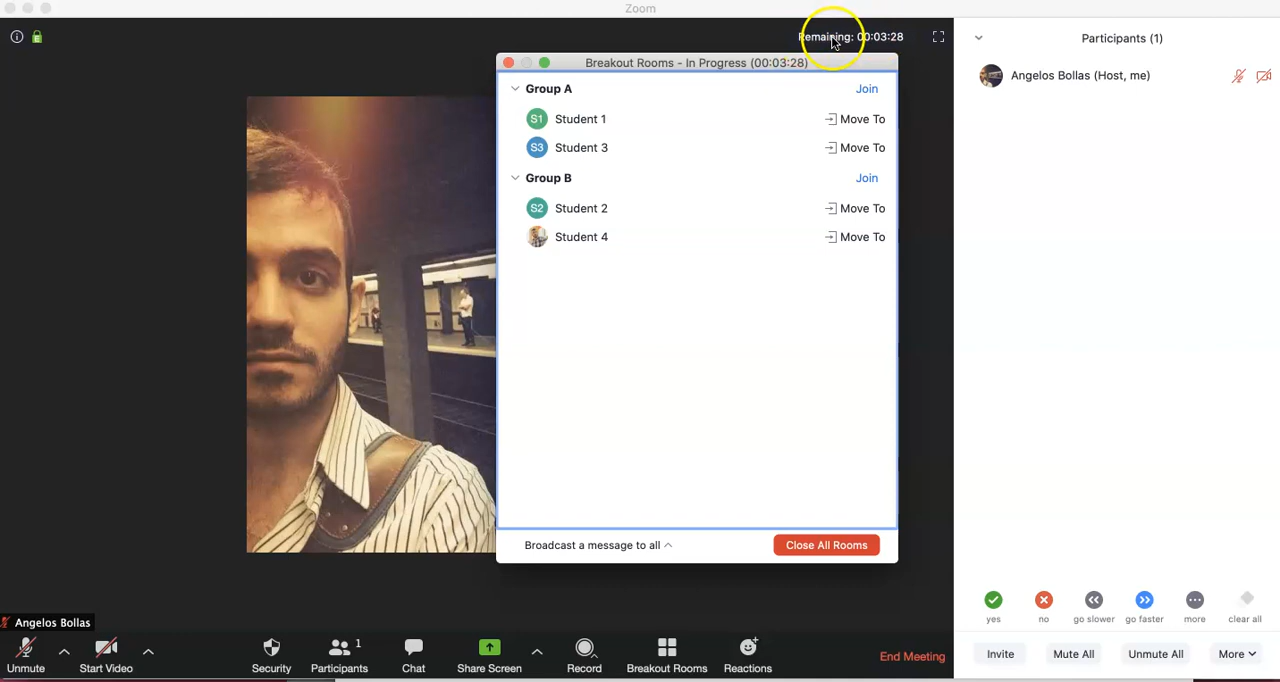 Zoom
Remaining: 00:03:28
Breakout Rooms - In Progress (00:03:28)
Group A
Join
S1 Student 1
Move To
S3 Student 3
Move To
Group B
Join
S2 Student 2
Move To
Student 4
Move To
Broadcast a message to all
Close All Rooms
Participants (1)
Angelos Bollas (Host, me)
yes
no
go slower
go faster
more
clear all
Invite
Mute All
Unmute All
More
Angelos Bollas
Unmute
Start Video
Security
Participants 1
Chat
Share Screen
Record
Breakout Rooms
Reactions
End Meeting